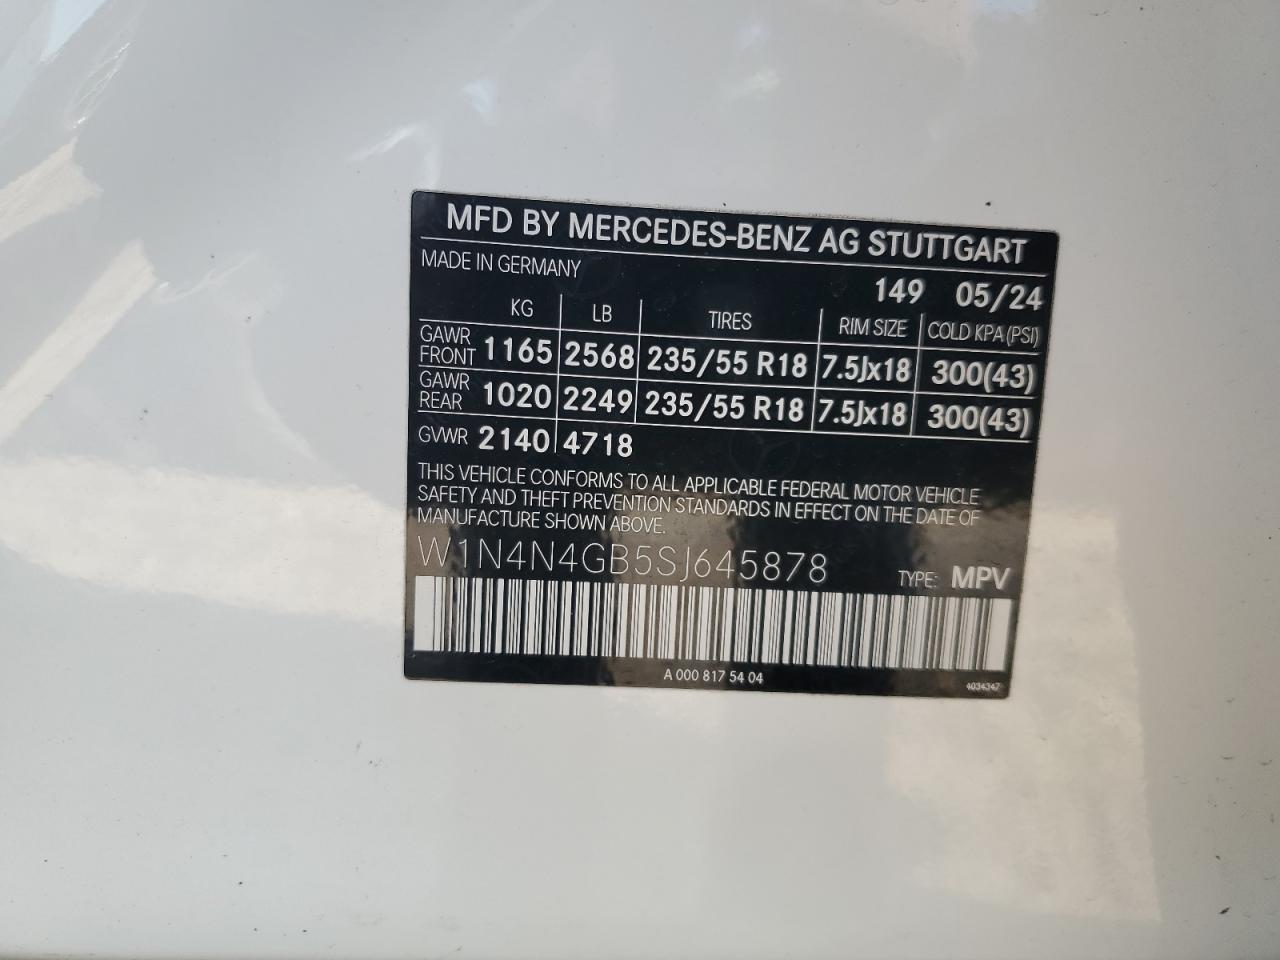 MFD BY MERCEDES-BENZ AG STUTTGART
MADE IN GERMANY
149 05/24
KG LB TIRES RIM SIZE COLD KPA(PSI)
GAWR FRONT 1165 2568 235/55 R18 7.5Jx18 300(43)
GAWR REAR 1020 2249 235/55 R18 7.5Jx18 300(43)
GVWR 2140 4718
THIS VEHICLE CONFORMS TO ALL APPLICABLE FEDERAL MOTOR VEHICLE
SAFETY AND THEFT PREVENTION STANDARDS IN EFFECT ON THE DATE OF
MANUFACTURE SHOWN ABOVE.
W1N4N4GB5SJ645878 TYPE: MPV
A 000 817 54 04
4034347